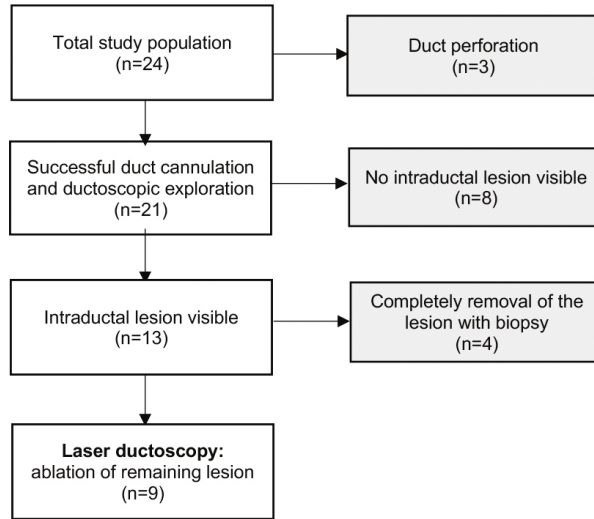 Total study population
(n=24)
Duct perforation
(n=3)
Successful duct cannulation
and ductoscopic exploration
(n=21)
No intraductal lesion visible
(n=8)
Intraductal lesion visible
(n=13)
Completely removal of the
lesion with biopsy
(n=4)
Laser ductoscopy:
ablation of remaining lesion
(n=9)